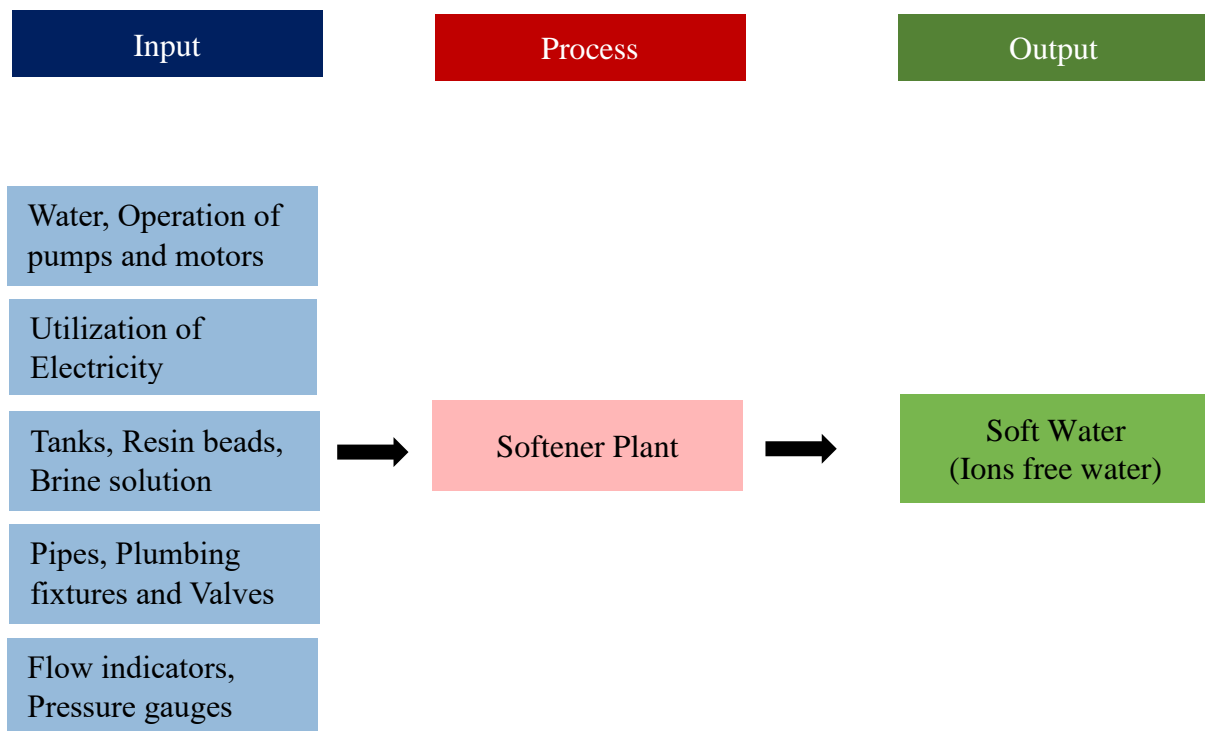 Input
Process
Output
Water, Operation of
pumps and motors
Utilization of
Electricity
Tanks, Resin beads,
Brine solution
Pipes, Plumbing
fixtures and Valves
Flow indicators,
Pressure gauges
Softener Plant
Soft Water
(Ions free water)